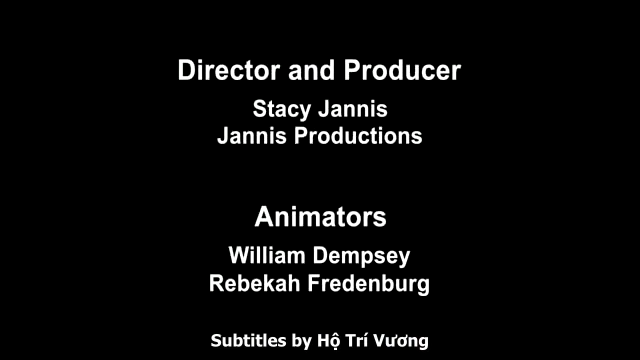 Director and Producer
Stacy Jannis
Jannis Productions
Animators
William Dempsey
Rebekah Fredenburg
Subtitles by Hộ Trí Vương